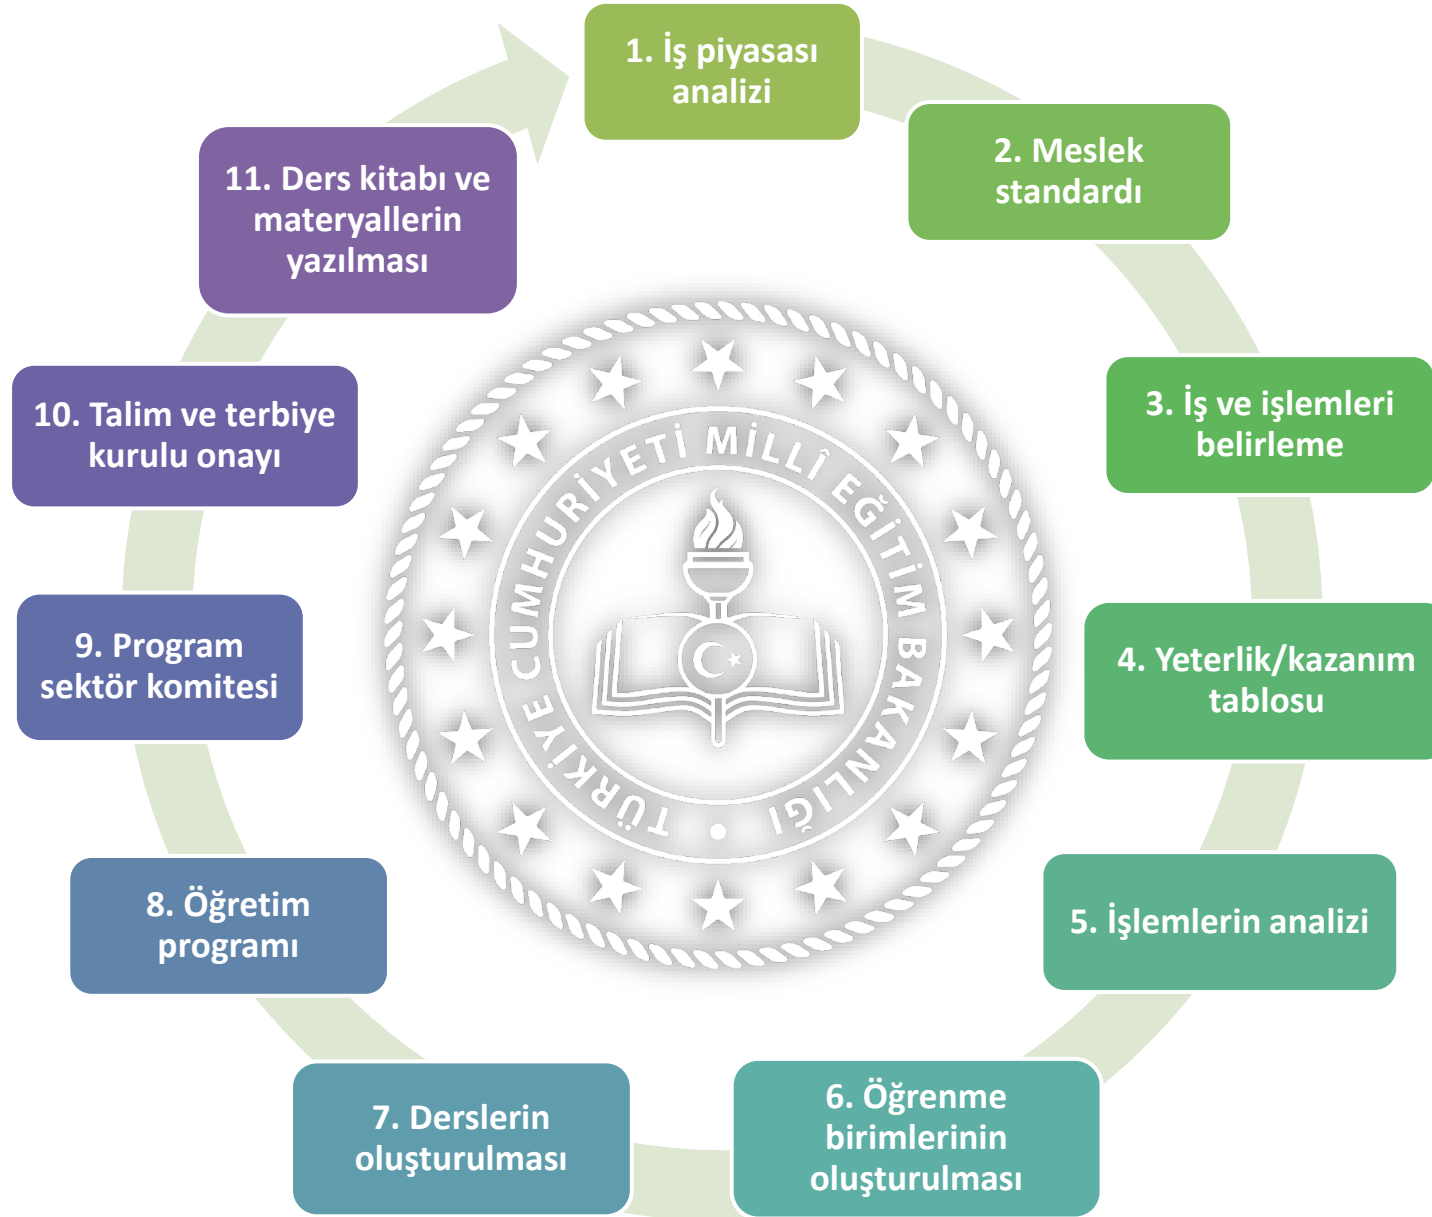 1. İş piyasası
analizi
2. Meslek
standardı
3. İş ve işlemleri
belirleme
4. Yeterlik/kazanım
tablosu
5. İşlemlerin analizi
6. Öğrenme
birimlerinin
oluşturulması
7. Derslerin
oluşturulması
8. Öğretim
programı
9. Program
sektör komitesi
10. Talim ve terbiye
kurulu onayı
11. Ders kitabı ve
materyallerin
yazılması
TÜRKİYE CUMHURİYETİ MİLLÎ EĞİTİM BAKANLIĞI